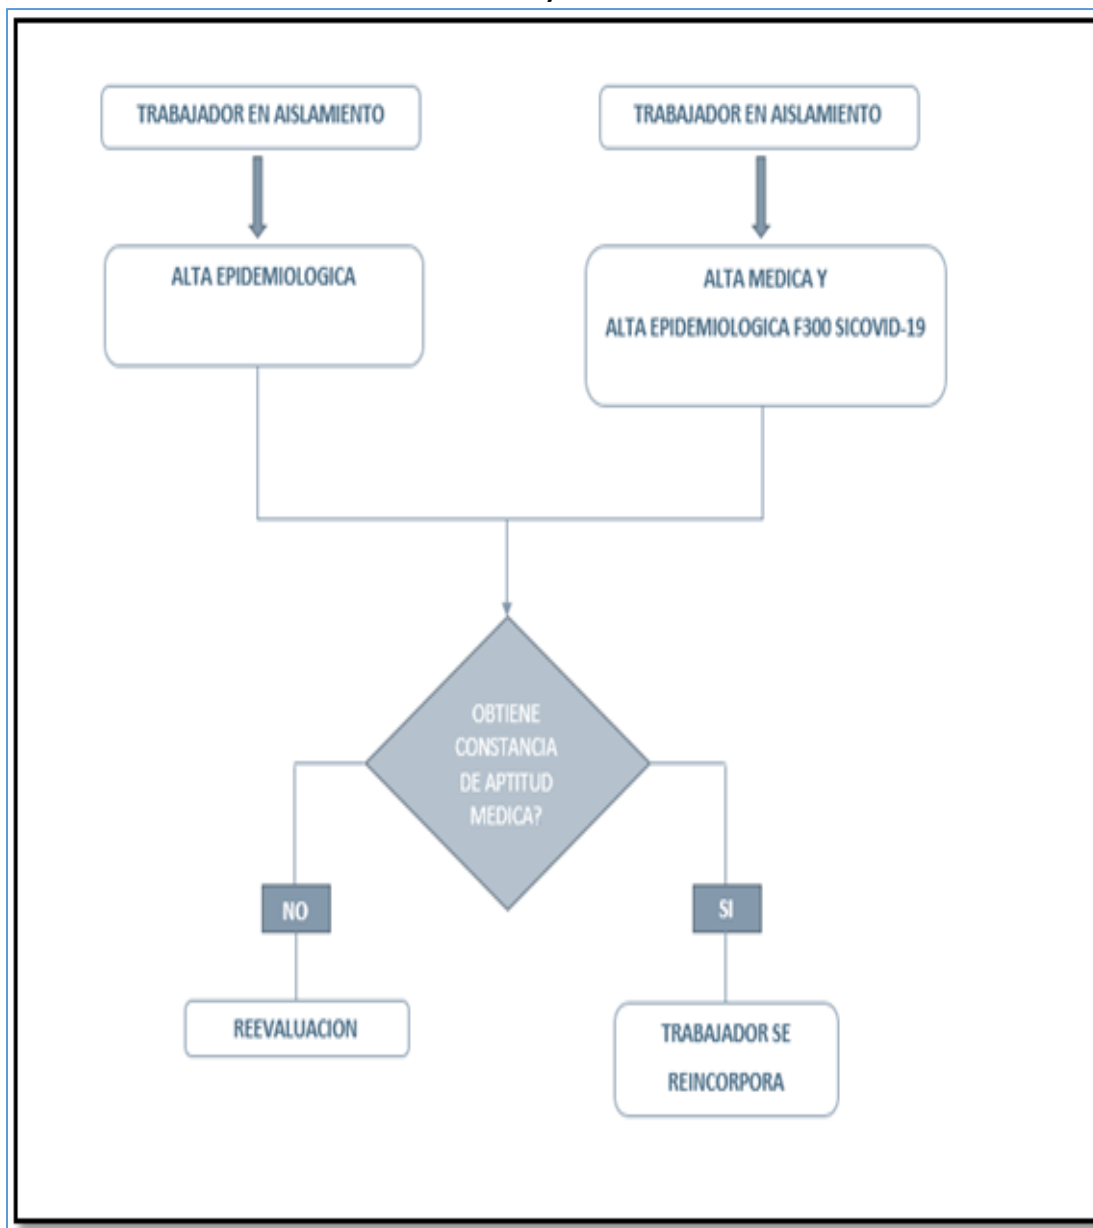 TRABAJADOR EN AISLAMIENTO
TRABAJADOR EN AISLAMIENTO
ALTA EPIDEMIOLOGICA
ALTA MEDICA Y
ALTA EPIDEMIOLOGICA F300 SICOVID-19
OBTIENE
CONSTANCIA
DE APTITUD
MEDICA?
NO
SI
REEVALUACION
TRABAJADOR SE
REINCORPORA